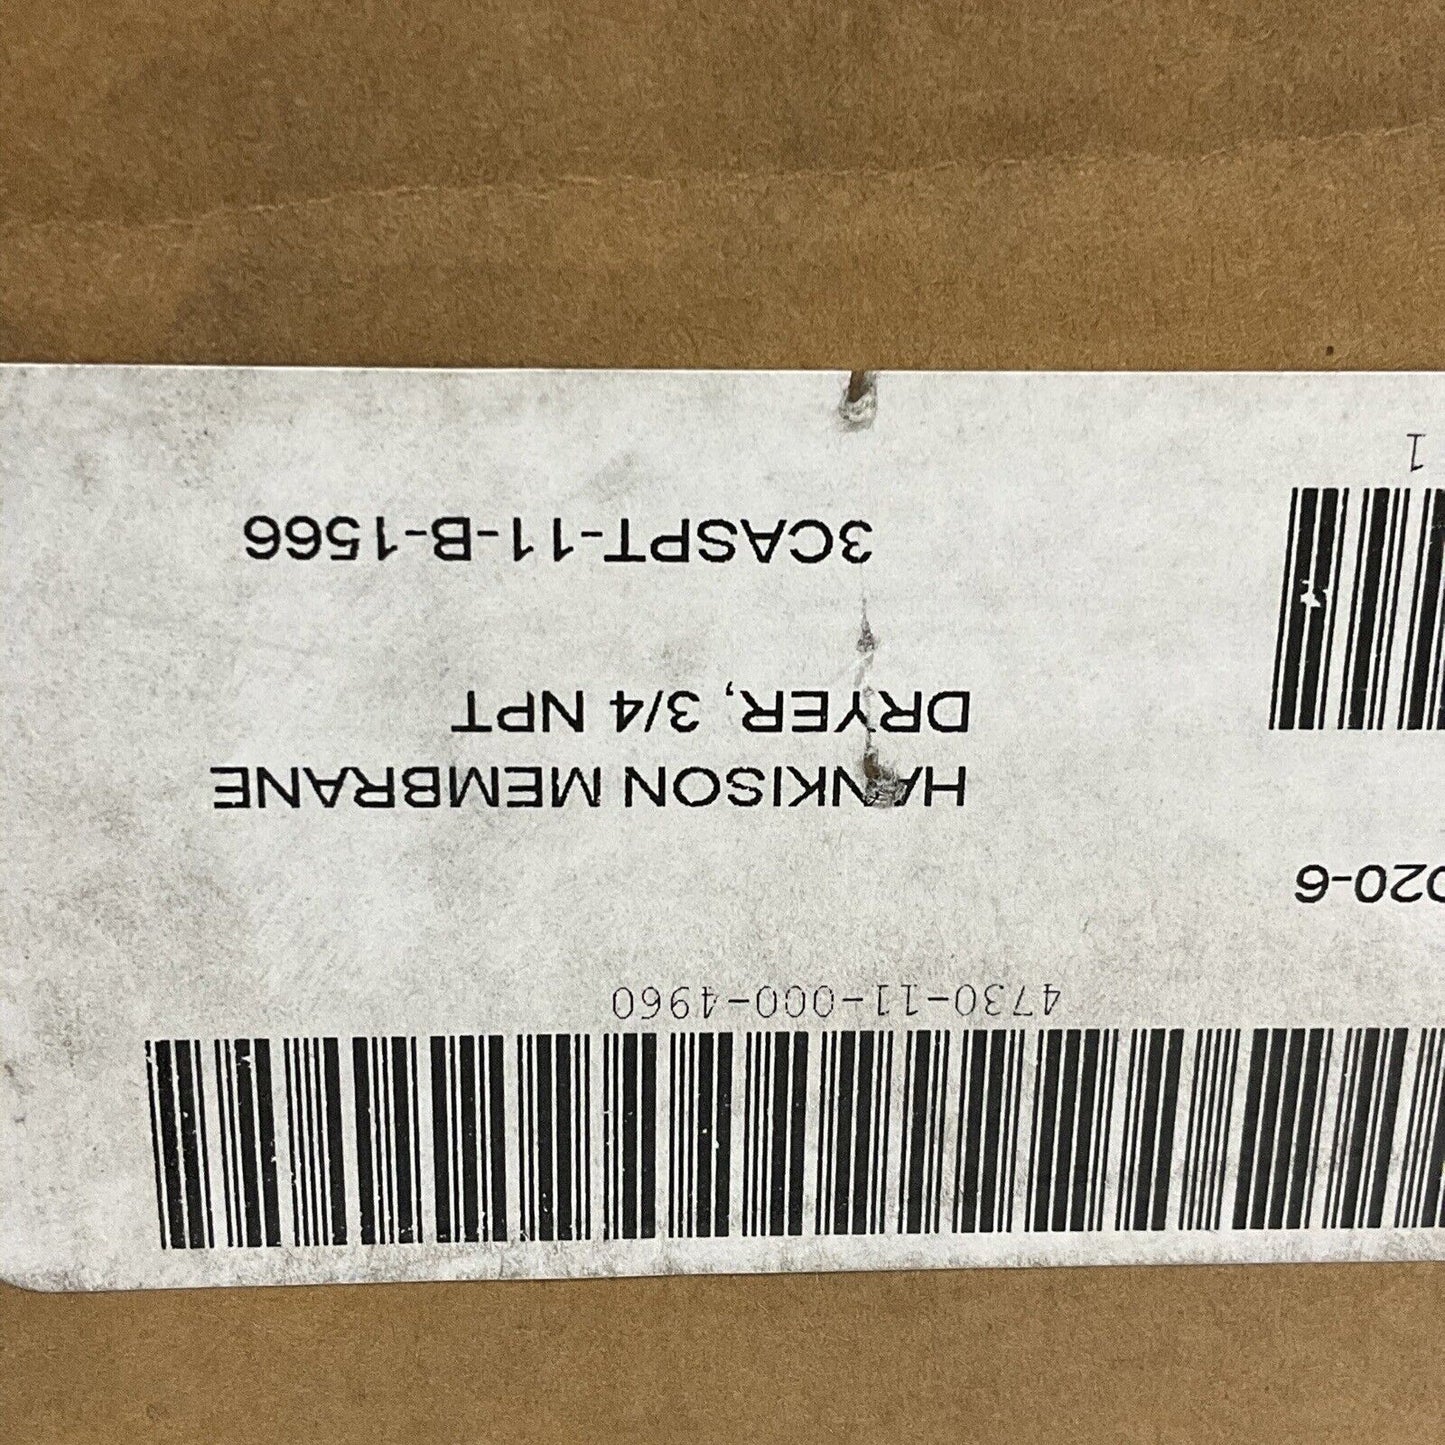 4730-11-000-4960
020-6
HANKISON MEMBRANE
DRYER, 3/4 NPT
3CASPT-11-B-1566
1